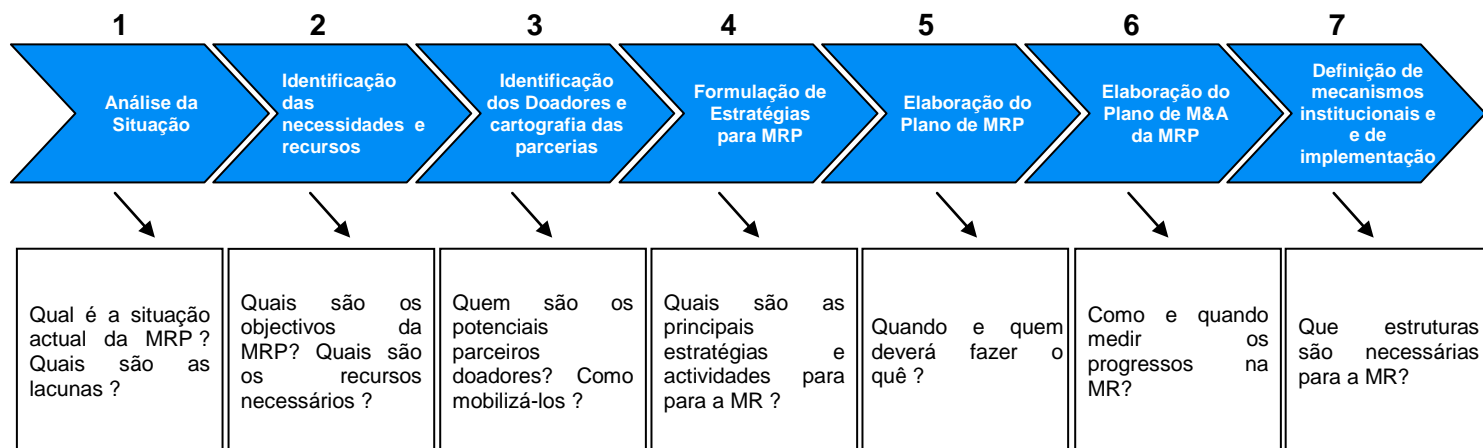 1
2
3
4
5
6
7
Análise da
Situação
Identificação
das
necessidades e
recursos
Identificação
dos Doadores e
cartografia das
parcerias
Formulação de
Estratégias
para MRP
Elaboração do
Plano de MRP
Elaboração do
Plano de M&A
da MRP
Definição de
mecanismos
institucionais e
e de
implementação
Qual é a situação
actual da MRP ?
Quais são as
lacunas ?
Quais são os
objectivos da
MRP? Quais são
os recursos
necessários ?
Quem são os
potenciais
parceiros
doadores? Como
mobilizá-los ?
Quais são as
principais
estratégias e
actividades para
para a MR ?
Quando e quem
deverá fazer o
quê ?
Como e quando
medir os
progressos na
MR?
Que estruturas
são necessárias
para a MR?